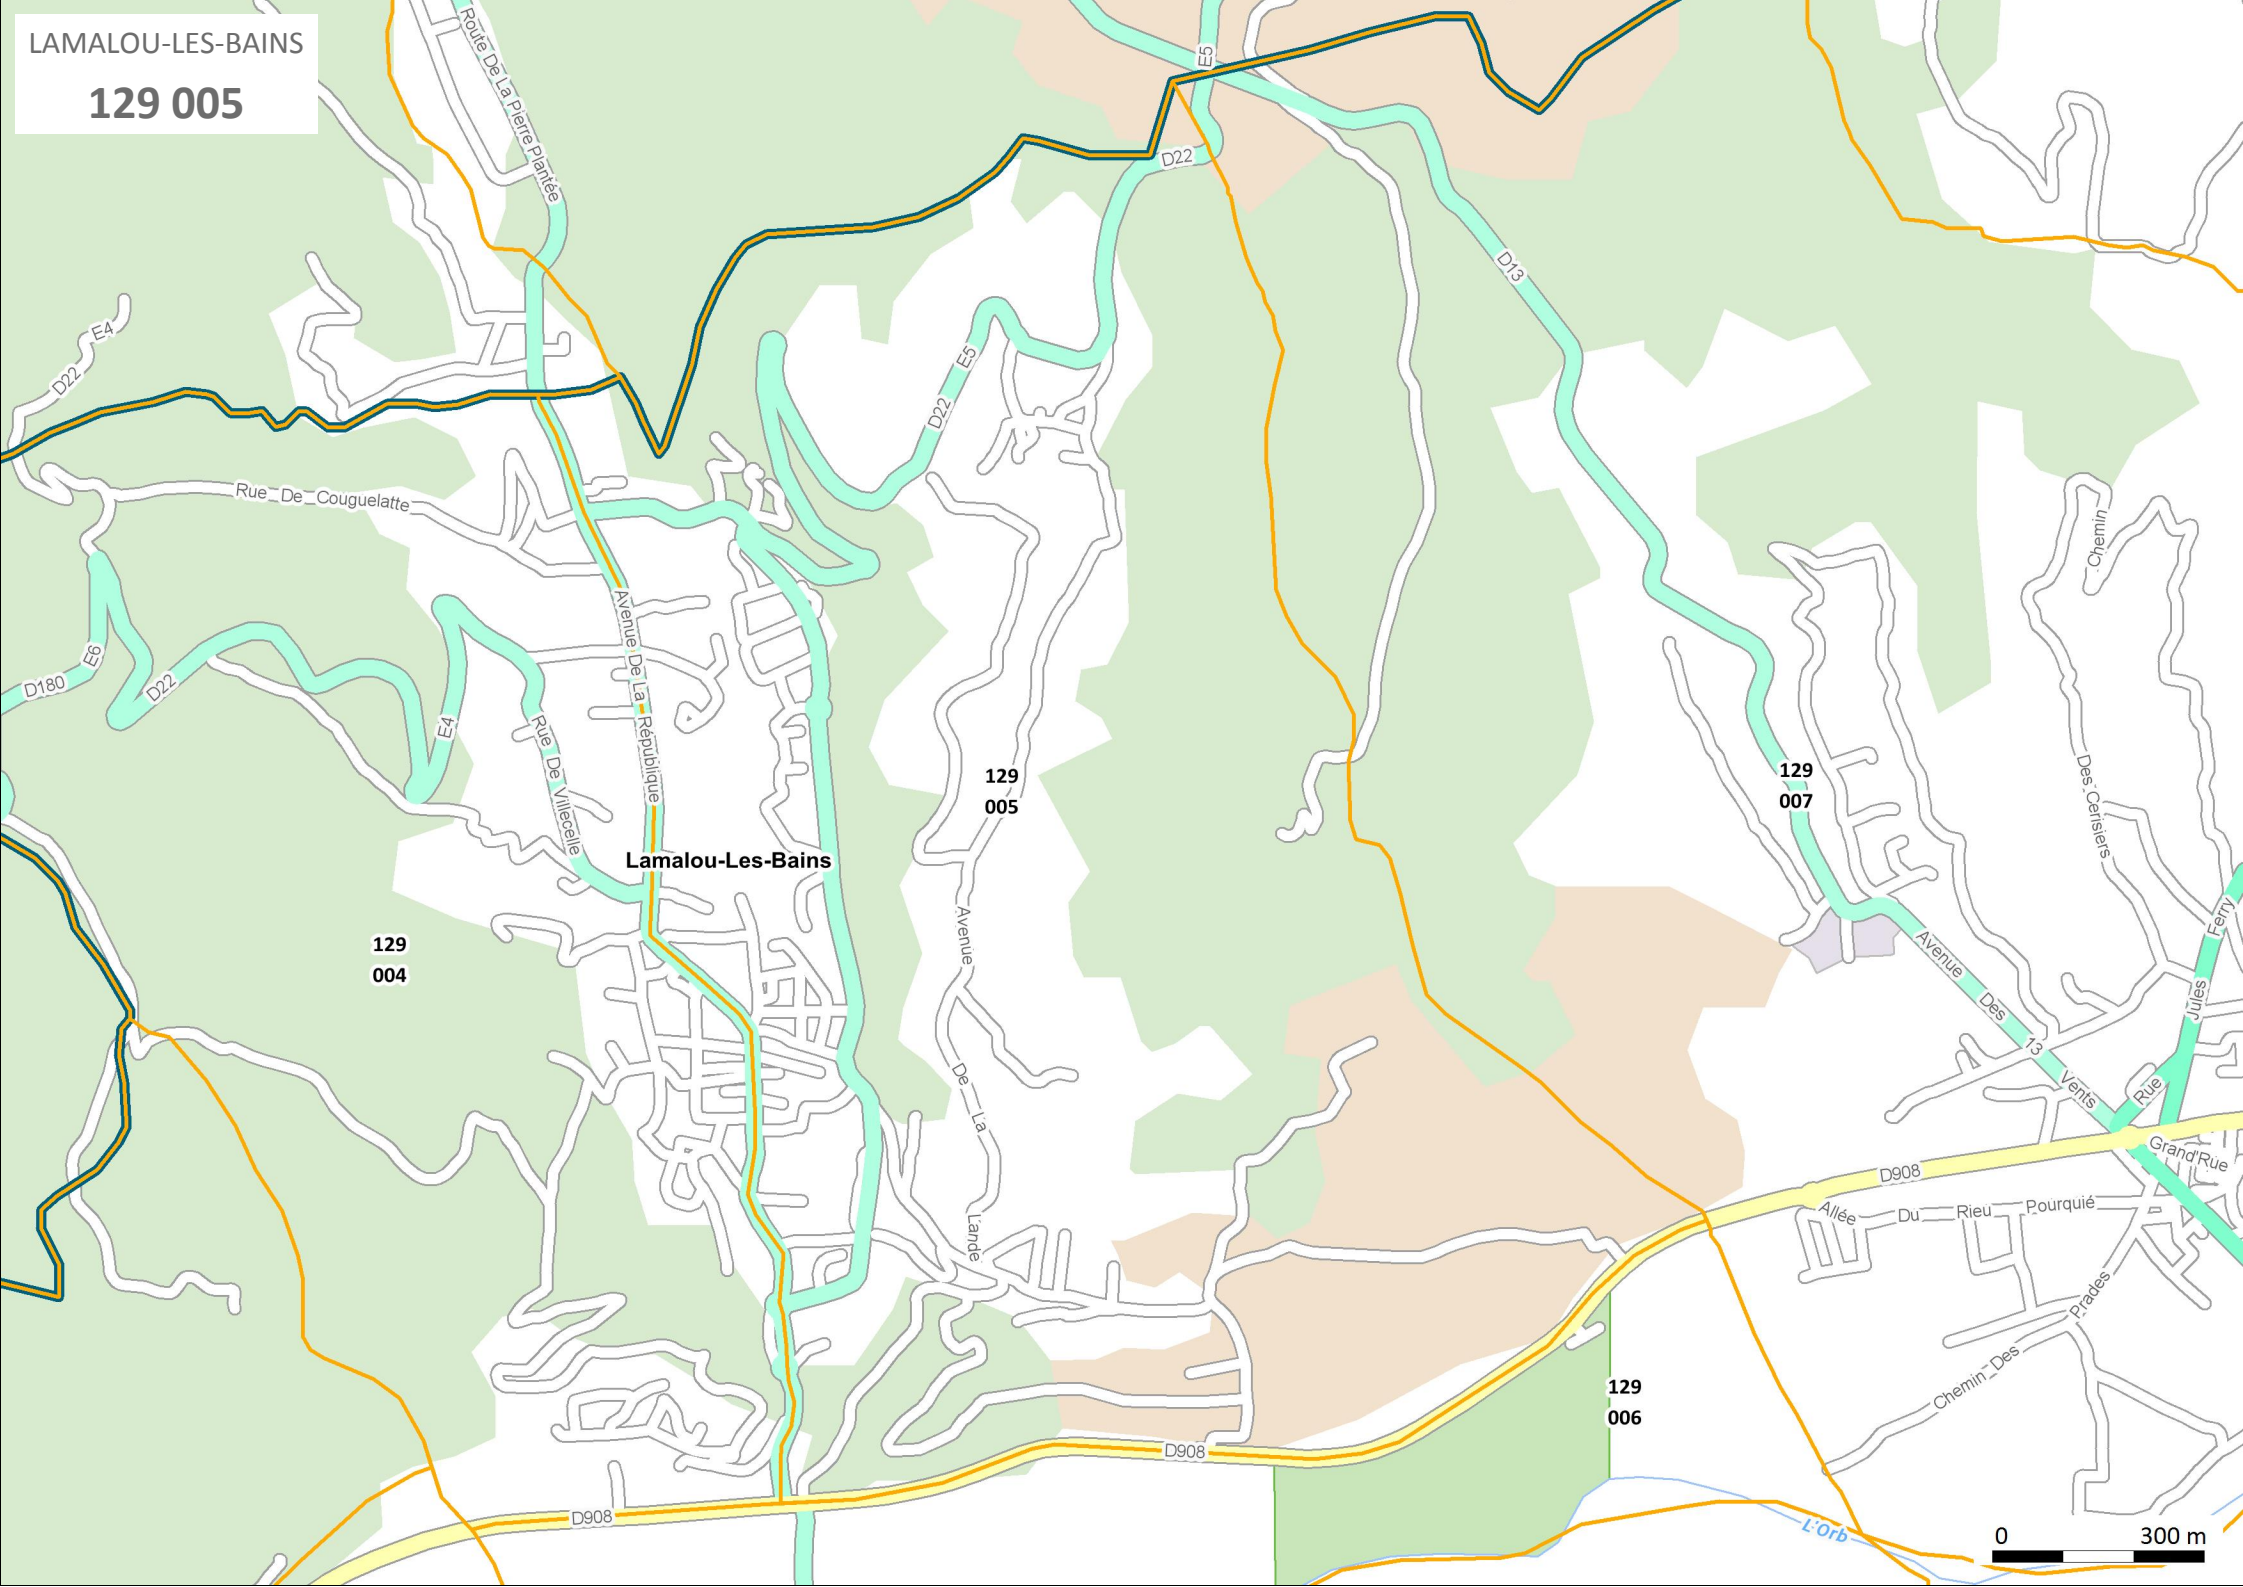 LAMALOU-LES-BAINS
129 005
Route De La Pierre Plantée
E5
D22
D13
E4
D22
E5
D22
Rue De Couguelatte
Chemin
Avenue De La République
E6
D180
D22
E4
Rue De Villecelle
129
005
129
007
Des Cerisiers
Lamalou-Les-Bains
129
004
Avenue
De
La
Lande
Avenue Des 13 Vents
Rue Jules Ferry
Grand'Rue
D908
Allée Du Rieu Pourquié
Chemin Des Prades
129
006
D908
D908
L'Orb
0 300 m